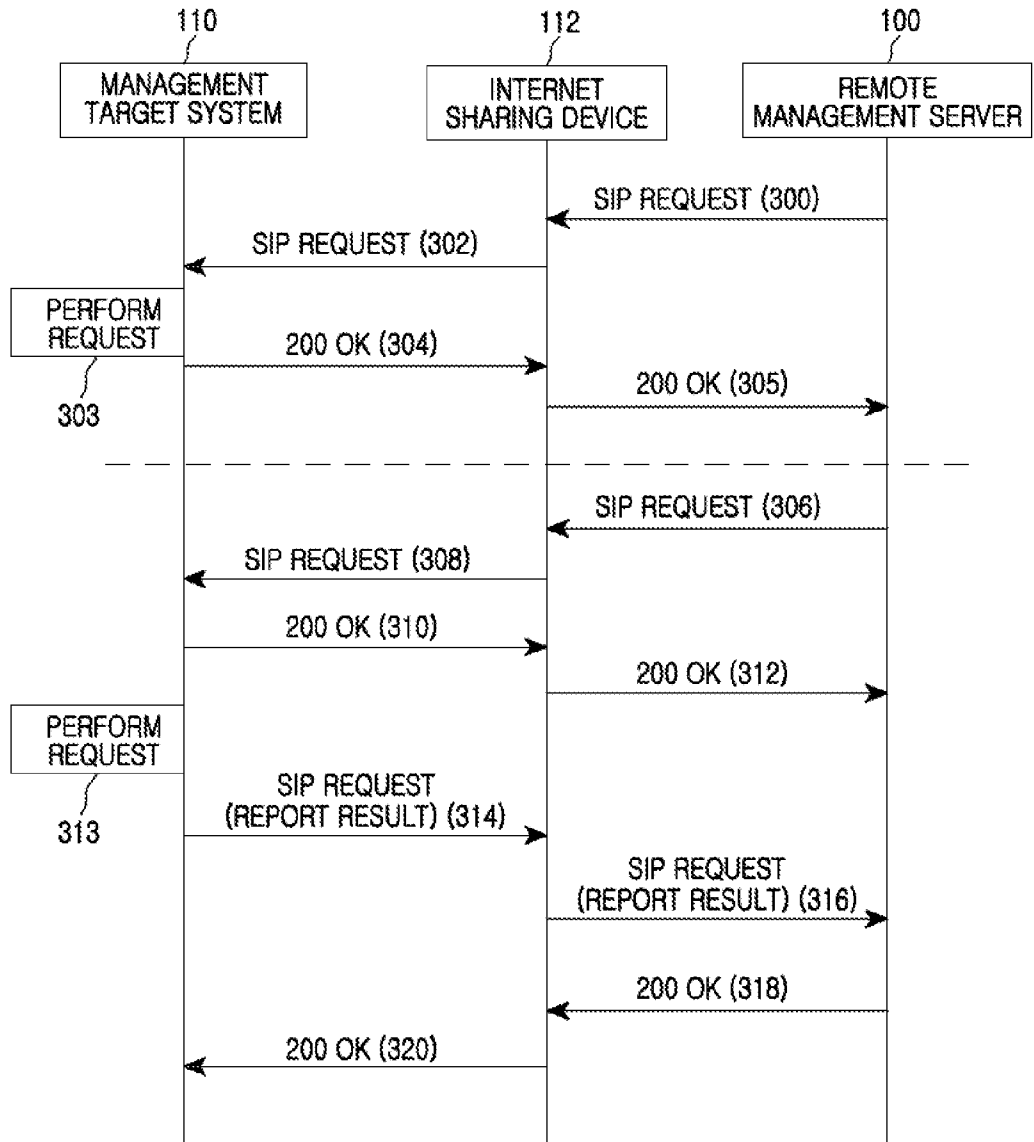 110
112
100
MANAGEMENT
TARGET SYSTEM
INTERNET
SHARING DEVICE
REMOTE
MANAGEMENT SERVER
SIP REQUEST (300)
SIP REQUEST (302)
PERFORM
REQUEST
303
200 OK (304)
200 OK (305)
SIP REQUEST (306)
SIP REQUEST (308)
200 OK (310)
200 OK (312)
PERFORM
REQUEST
313
SIP REQUEST
(REPORT RESULT) (314)
SIP REQUEST
(REPORT RESULT) (316)
200 OK (318)
200 OK (320)